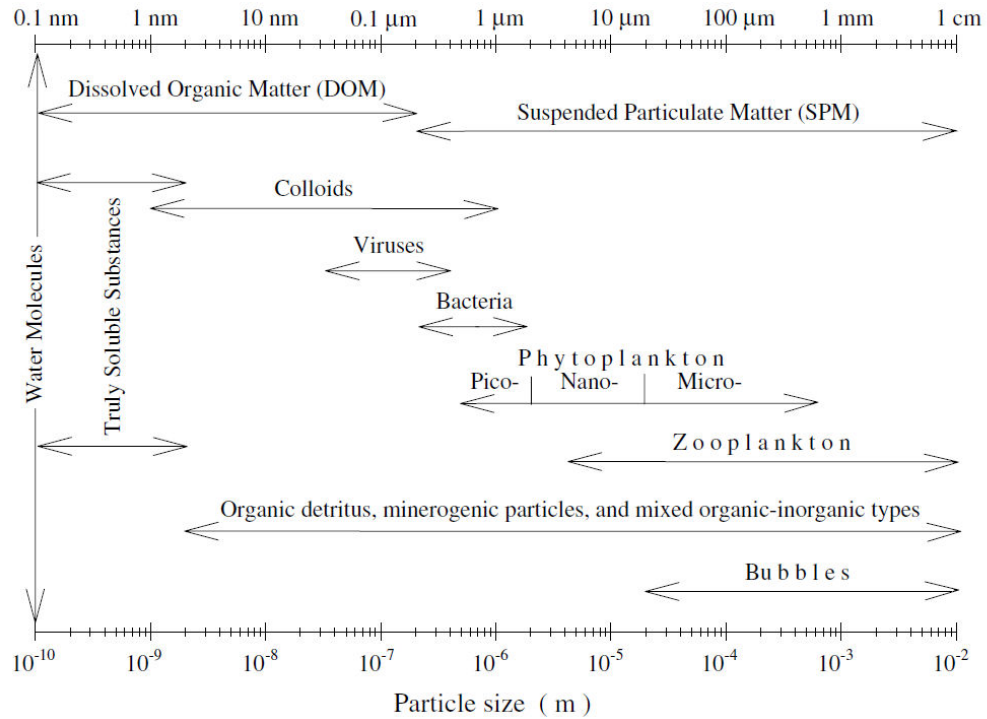 0.1 nm 1 nm 10 nm 0.1 μm 1 μm 10 μm 100 μm 1 mm 1 cm
Dissolved Organic Matter (DOM)
Suspended Particulate Matter (SPM)
Water Molecules
Truly Soluble Substances
Colloids
Viruses
Bacteria
Phytoplankton
Pico- Nano- Micro-
Zooplankton
Organic detritus, minerogenic particles, and mixed organic-inorganic types
Bubbles
10⁻¹⁰ 10⁻⁹ 10⁻⁸ 10⁻⁷ 10⁻⁶ 10⁻⁵ 10⁻⁴ 10⁻³ 10⁻²
Particle size ( m )